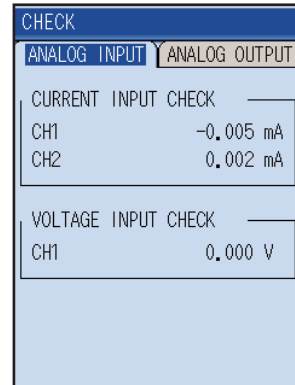 CHECK
ANALOG INPUT ANALOG OUTPUT
CURRENT INPUT CHECK
CH1 -0.005 mA
CH2 0.002 mA
VOLTAGE INPUT CHECK
CH1 0.000 V